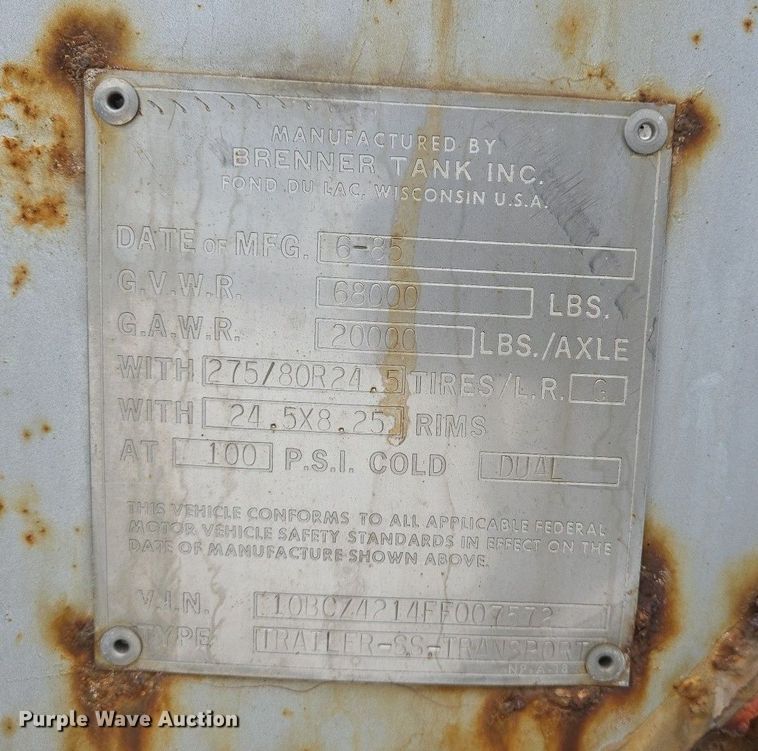 MANUFACTURED BY
BRENNER TANK INC.
FOND DU LAC, WISCONSIN U.S.A.
DATE OF MFG. 6-85
G.V.W.R. 68000 LBS.
G.A.W.R. 20000 LBS./AXLE
WITH 275/80R24.5 TIRES/L.R. G
WITH 24.5X8.25 RIMS
AT 100 P.S.I. COLD DUAL
THIS VEHICLE CONFORMS TO ALL APPLICABLE FEDERAL
MOTOR VEHICLE SAFETY STANDARDS IN EFFECT ON THE
DATE OF MANUFACTURE SHOWN ABOVE.
V.I.N.
TYPE TRAILER-SS-TRANSPORT
Purple Wave Auction